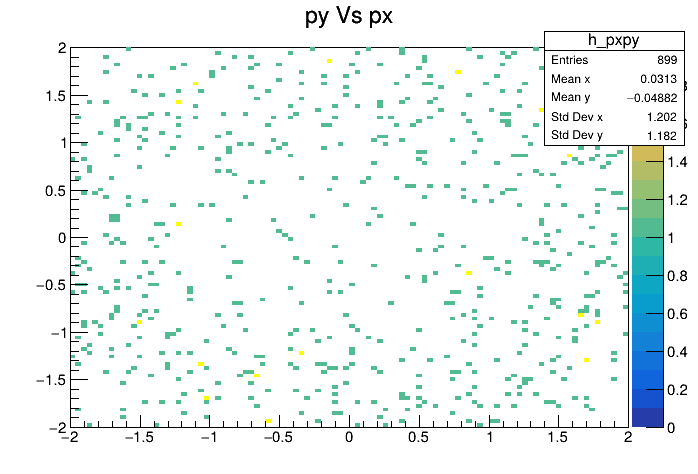 py Vs px
h_pxpy
Entries 899
Mean x 0.0313
Mean y −0.04882
Std Dev x 1.202
Std Dev y 1.182
2
1.5
1
0.5
0
−0.5
−1
−1.5
−2
−2 −1.5 −1 −0.5 0 0.5 1 1.5 2
1.4
1.2
1
0.8
0.6
0.4
0.2
0